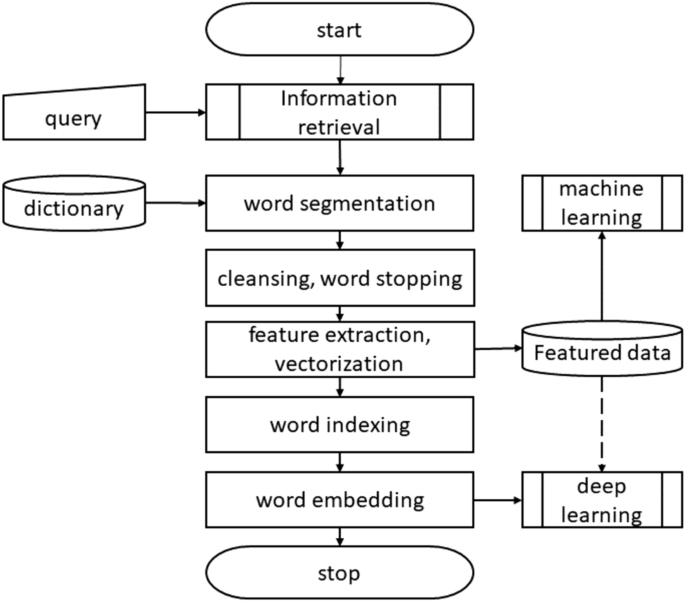 start
query
Information
retrieval
dictionary
word segmentation
machine
learning
cleansing, word stopping
feature extraction,
vectorization
Featured data
word indexing
word embedding
deep
learning
stop